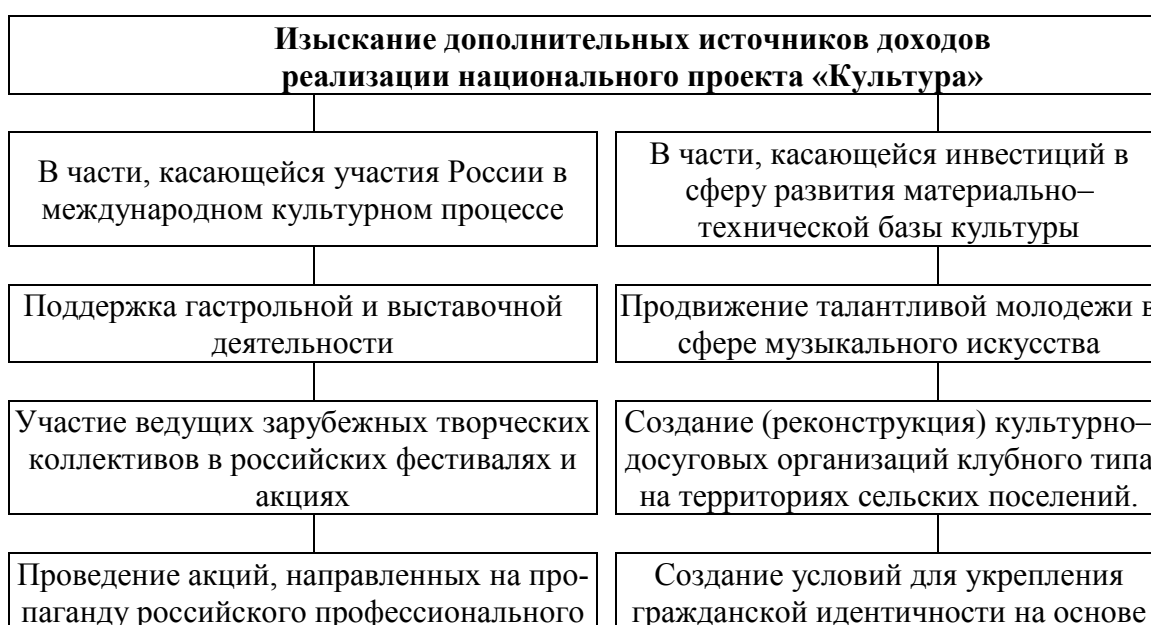 Изыскание дополнительных источников доходов
реализации национального проекта «Культура»
В части, касающейся участия России в
международном культурном процессе
В части, касающейся инвестиций в
сферу развития материально–
технической базы культуры
Поддержка гастрольной и выставочной
деятельности
Продвижение талантливой молодежи в
сфере музыкального искусства
Участие ведущих зарубежных творческих
коллективов в российских фестивалях и
акциях
Создание (реконструкция) культурно–
досуговых организаций клубного типа
на территориях сельских поселений.
Проведение акций, направленных на про-
паганду российского профессионального
Создание условий для укрепления
гражданской идентичности на основе